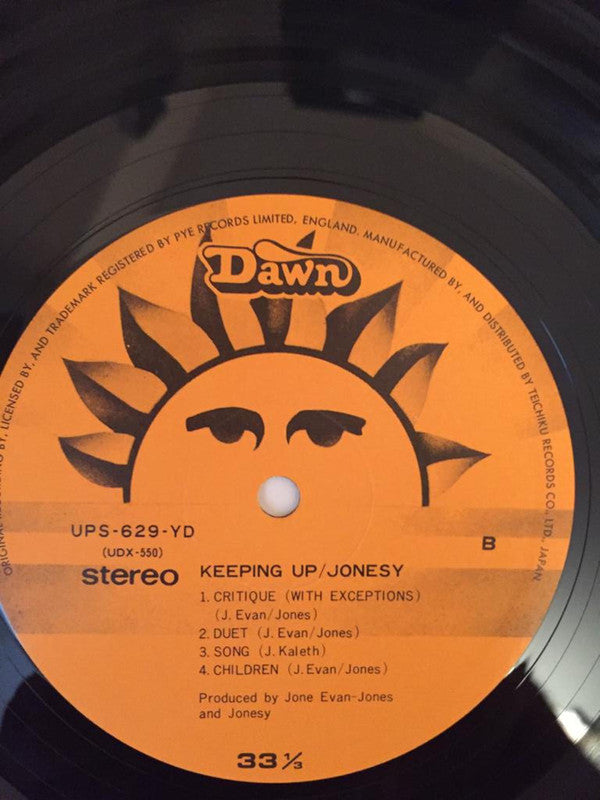 ORIGINAL RECORDING BY, LICENSED BY, AND TRADEMARK REGISTERED BY PYE RECORDS LIMITED, ENGLAND. MANUFACTURED BY, AND DISTRIBUTED BY TEICHIKU RECORDS CO., LTD. JAPAN
Dawn
UPS-629-YD
(UDX-550)
B
stereo
KEEPING UP/JONESY
1. CRITIQUE (WITH EXCEPTIONS)
(J. Evan/Jones)
2. DUET (J. Evan/Jones)
3. SONG (J. Kaleth)
4. CHILDREN (J. Evan/Jones)
Produced by Jone Evan-Jones
and Jonesy
33 1/3